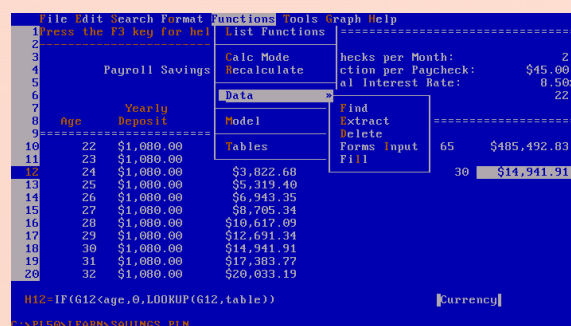 File Edit Search Format Functions Tools Graph Help
1 Press the F3 key for hel List Functions
2
3 Calc Mode hecks per Month: 2
4 Payroll Savings Recalculate ction per Paycheck: $45.00
5 al Interest Rate: 8.50
6 Data » 22
7 Yearly Find
8 Age Deposit Model Extract
9 Delete
10 22 $1,080.00 Tables Forms Input 65 $485,492.83
11 23 $1,080.00 Fill
12 24 $1,080.00 $3,822.68 30 $14,941.91
13 25 $1,080.00 $5,319.40
14 26 $1,080.00 $6,943.35
15 27 $1,080.00 $8,705.34
16 28 $1,080.00 $10,617.09
17 29 $1,080.00 $12,691.34
18 30 $1,080.00 $14,941.91
19 31 $1,080.00 $17,383.77
20 32 $1,080.00 $20,033.19
H12=IF(G12<age,0,LOOKUP(G12,table)) Currency
C:\PL50\LEARN\SAVINGS.PLN